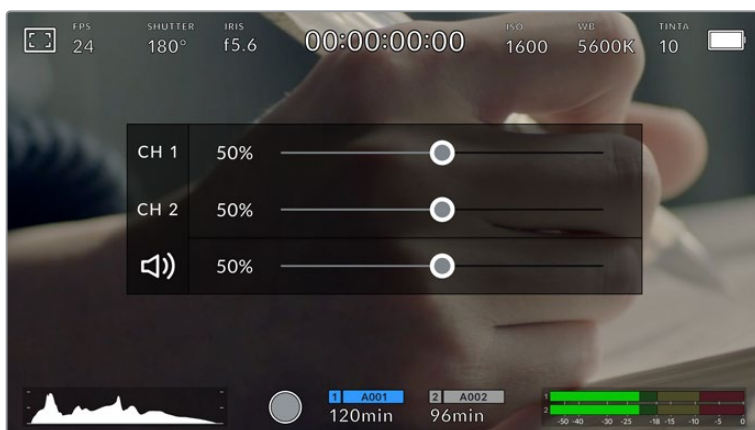 FPS SHUTTER IRIS ISO WB TINTA
24 180° f5.6 00:00:00:00 1600 5600K 10
CH 1 50%
CH 2 50%
50%
1 A001 2 A002
120min 96min
1
2
-50 -40 -30 -25 -18 -15 -10 -5 0